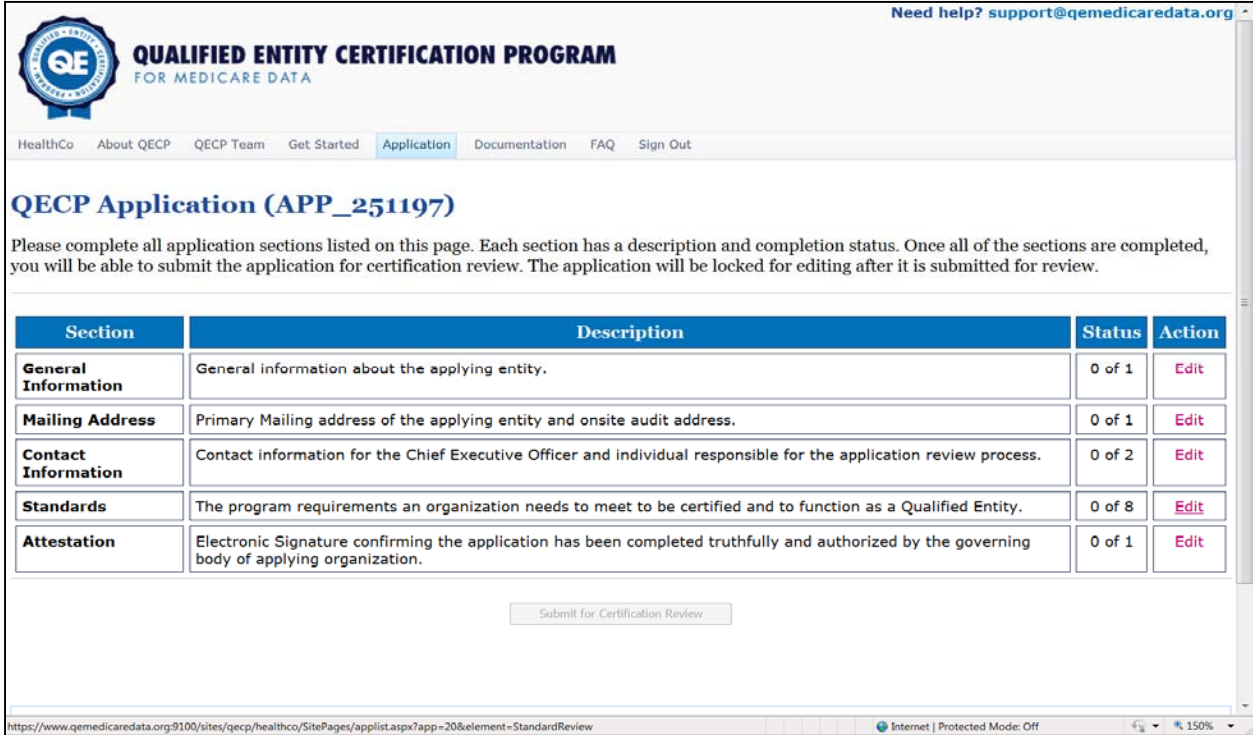 Need help? support@qemedicaredata.org
QE
QUALIFIED ENTITY CERTIFICATION PROGRAM
FOR MEDICARE DATA
HealthCo About QECP QECP Team Get Started Application Documentation FAQ Sign Out
QECP Application (APP_251197)
Please complete all application sections listed on this page. Each section has a description and completion status. Once all of the sections are completed,
you will be able to submit the application for certification review. The application will be locked for editing after it is submitted for review.
Section Description Status Action
General Information General information about the applying entity. 0 of 1 Edit
Mailing Address Primary Mailing address of the applying entity and onsite audit address. 0 of 1 Edit
Contact Information Contact information for the Chief Executive Officer and individual responsible for the application review process. 0 of 2 Edit
Standards The program requirements an organization needs to meet to be certified and to function as a Qualified Entity. 0 of 8 Edit
Attestation Electronic Signature confirming the application has been completed truthfully and authorized by the governing 0 of 1 Edit
body of applying organization.
Submit for Certification Review
https://www.qemedicaredata.org:9100/sites/qecp/healthco/SitePages/applist.aspx?app=20&element=StandardReview Internet | Protected Mode: Off 150%